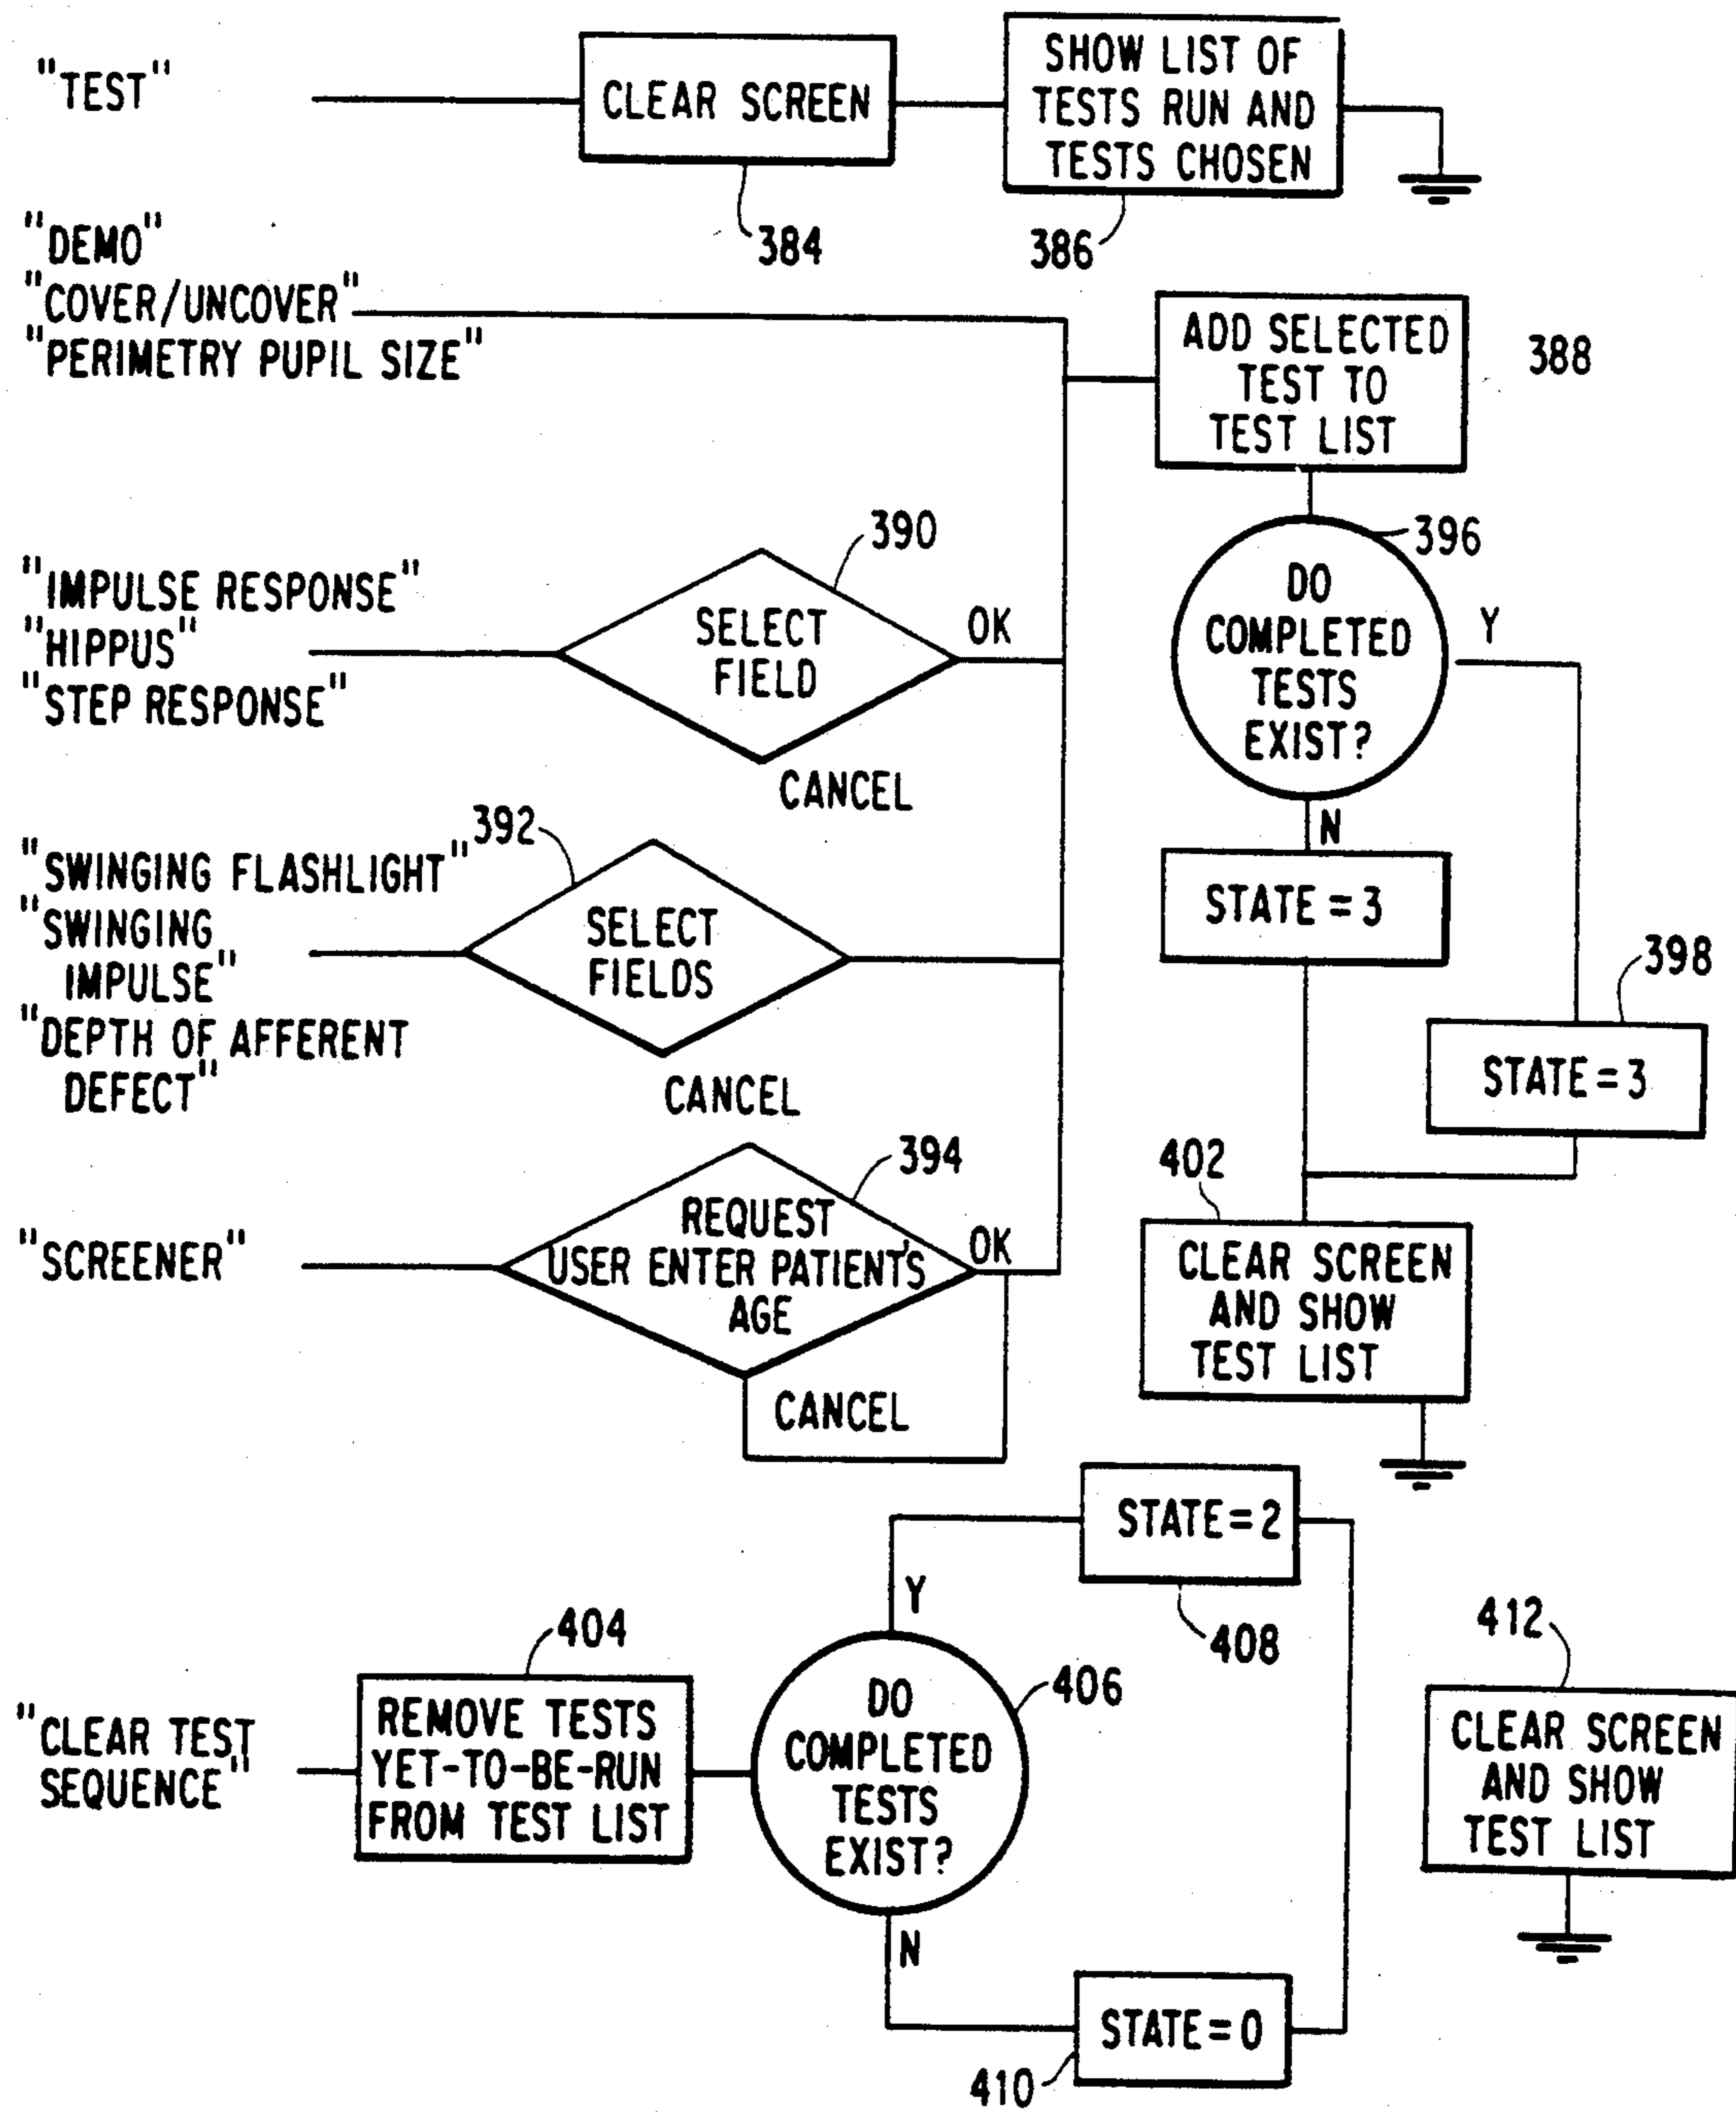 "TEST"
CLEAR SCREEN
384
SHOW LIST OF
TESTS RUN AND
TESTS CHOSEN
386
"DEMO"
"COVER/UNCOVER"
"PERIMETRY PUPIL SIZE"
ADD SELECTED
TEST TO
TEST LIST
388
"IMPULSE RESPONSE"
"HIPPUS"
"STEP RESPONSE"
390
SELECT
FIELD
OK
CANCEL
396
DO
COMPLETED
TESTS
EXIST?
Y
N
STATE = 3
398
STATE = 3
"SWINGING FLASHLIGHT"
"SWINGING
IMPULSE"
"DEPTH OF AFFERENT
DEFECT"
392
SELECT
FIELDS
CANCEL
"SCREENER"
394
REQUEST
USER ENTER PATIENT'S
AGE
OK
CANCEL
402
CLEAR SCREEN
AND SHOW
TEST LIST
"CLEAR TEST
SEQUENCE"
404
REMOVE TESTS
YET-TO-BE-RUN
FROM TEST LIST
406
DO
COMPLETED
TESTS
EXIST?
Y
STATE = 2
408
N
STATE = 0
410
412
CLEAR SCREEN
AND SHOW
TEST LIST